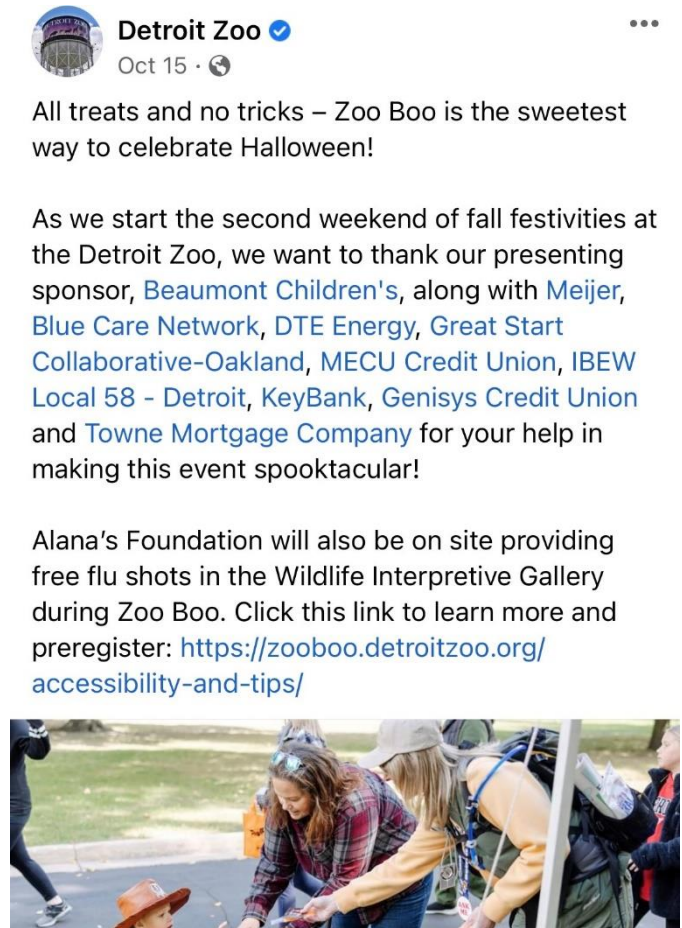 DETROIT ZOO
Detroit Zoo
Oct 15 ·
All treats and no tricks – Zoo Boo is the sweetest
way to celebrate Halloween!
As we start the second weekend of fall festivities at
the Detroit Zoo, we want to thank our presenting
sponsor, Beaumont Children's, along with Meijer,
Blue Care Network, DTE Energy, Great Start
Collaborative-Oakland, MECU Credit Union, IBEW
Local 58 - Detroit, KeyBank, Genisys Credit Union
and Towne Mortgage Company for your help in
making this event spooktacular!
Alana’s Foundation will also be on site providing
free flu shots in the Wildlife Interpretive Gallery
during Zoo Boo. Click this link to learn more and
preregister: https://zooboo.detroitzoo.org/
accessibility-and-tips/